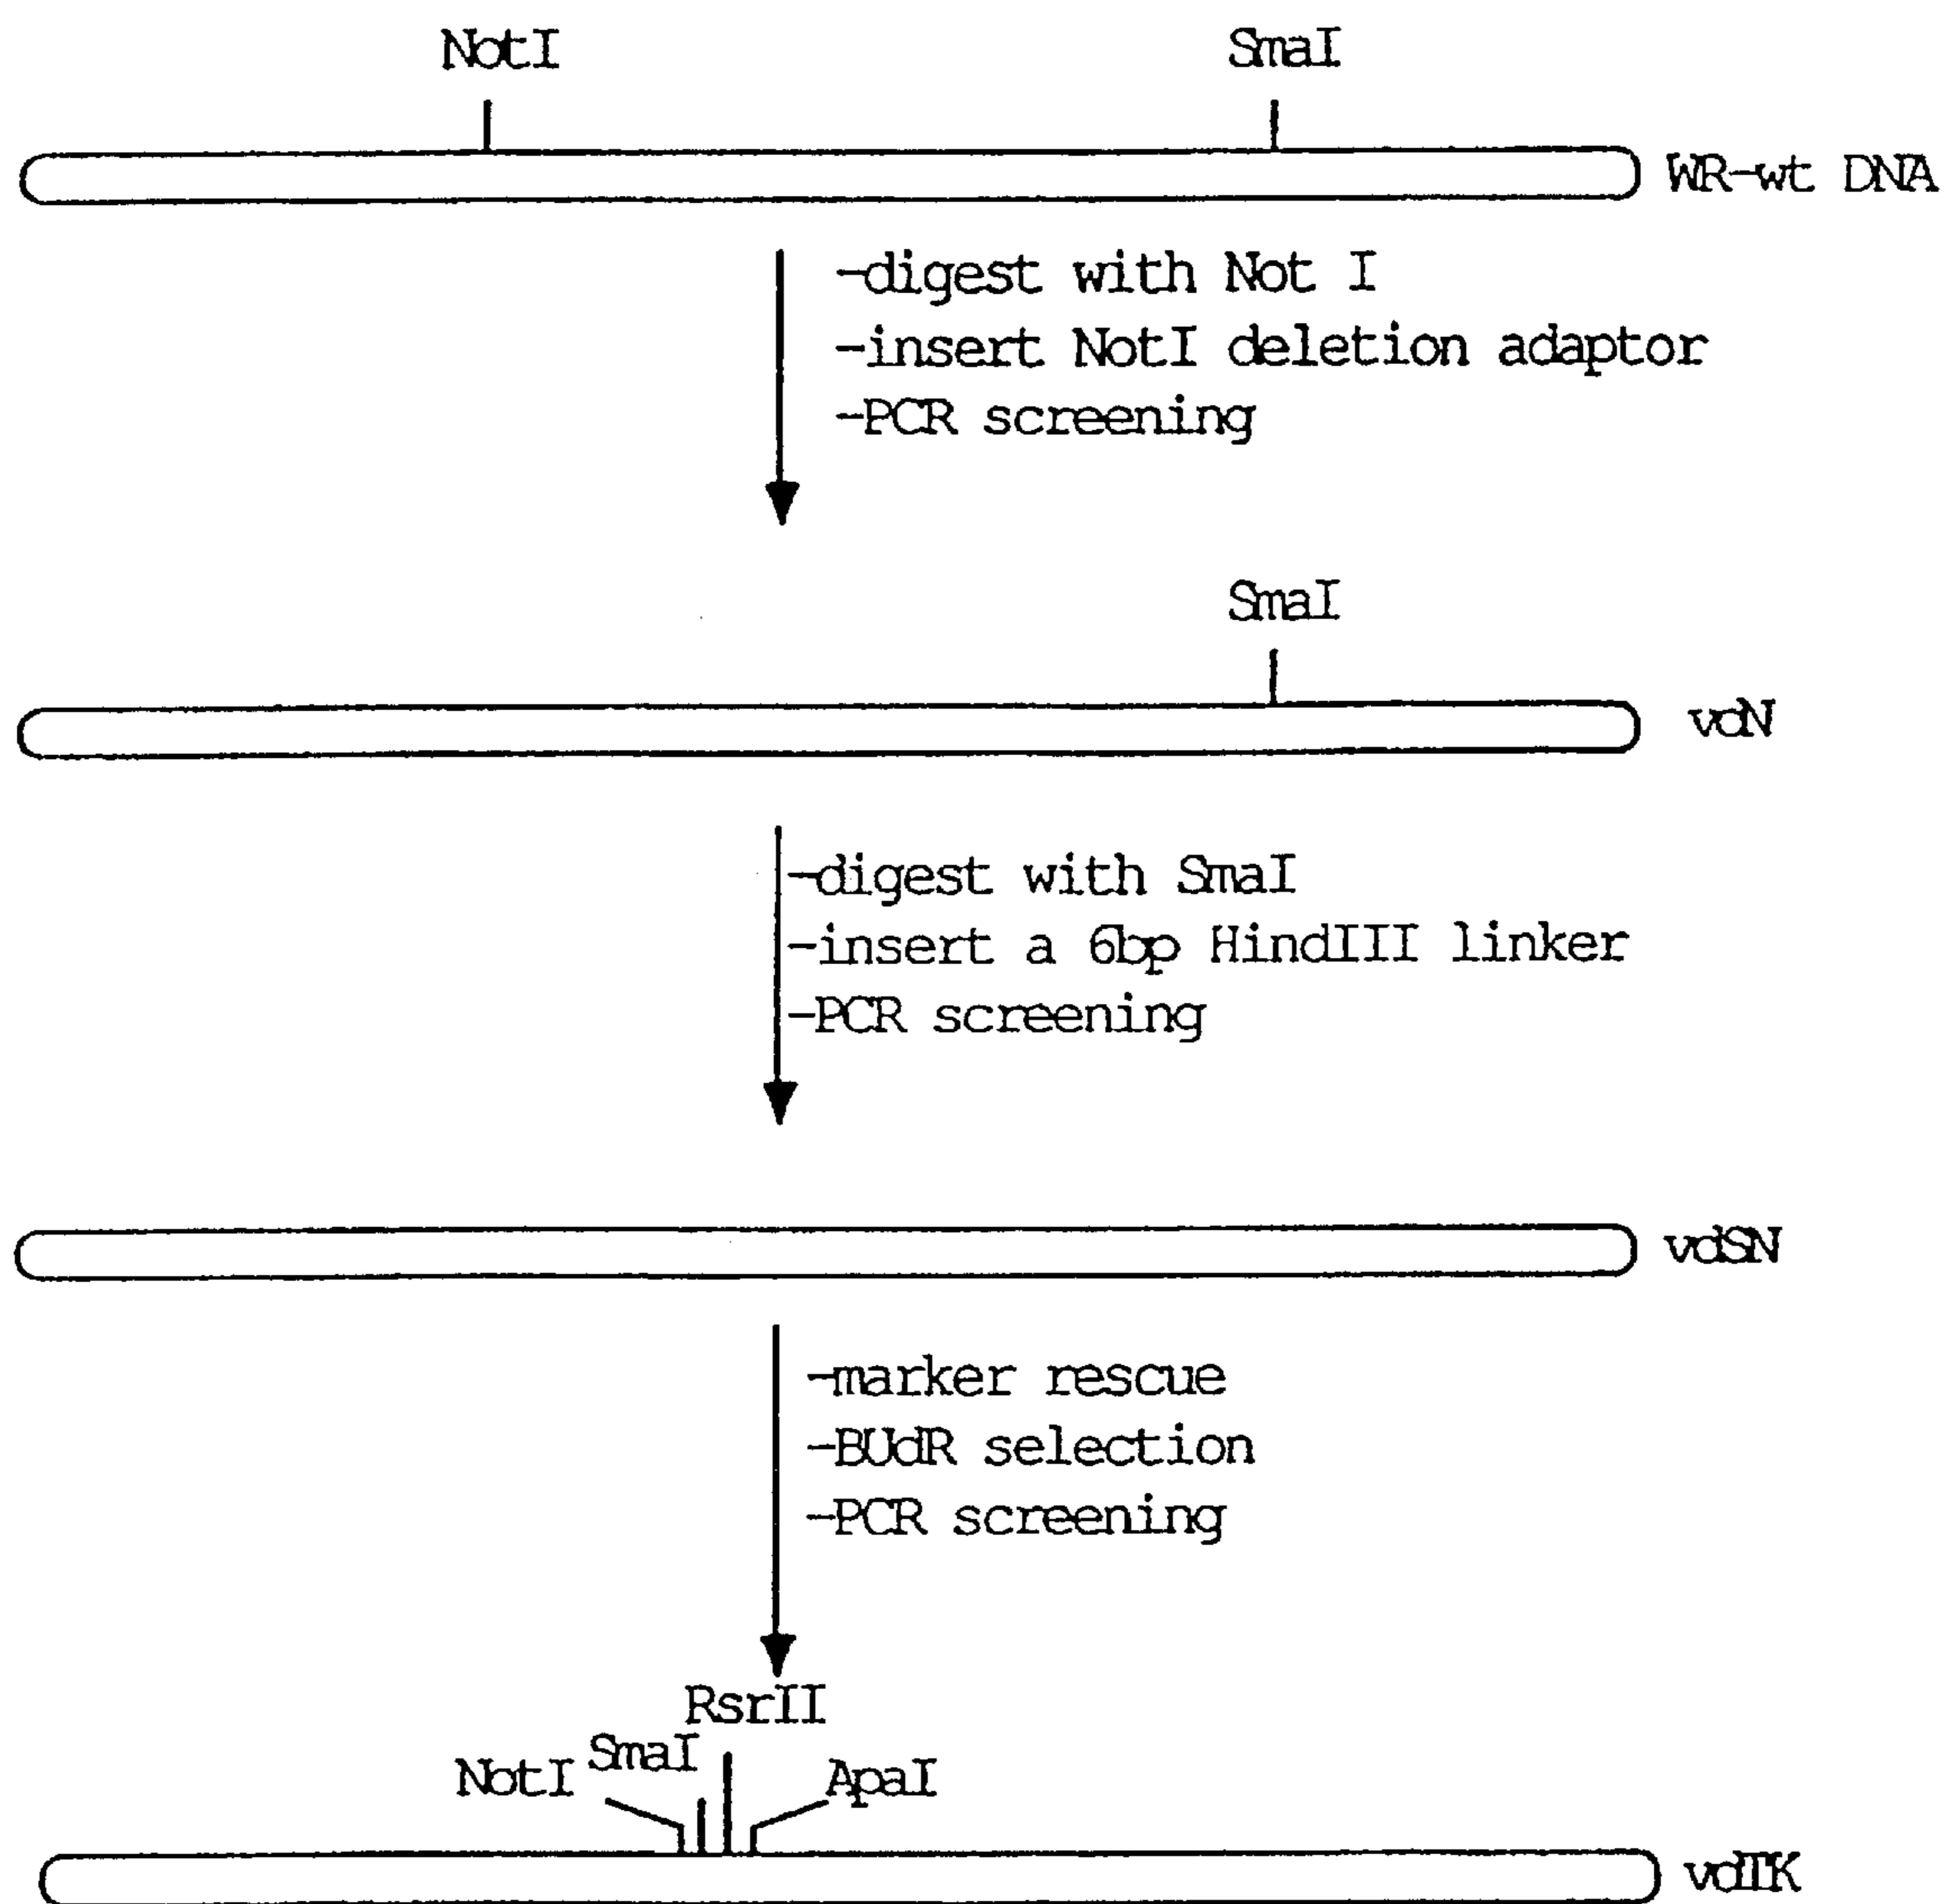 NotI SmaI
WR-wt DNA
-digest with Not I
-insert NotI deletion adaptor
-PCR screening
SmaI
vdN
-digest with SmaI
-insert a 6bp HindIII linker
-PCR screening
vdSN
-marker rescue
-BUdR selection
-PCR screening
RsrII
NotI SmaI ApaI
vdTK